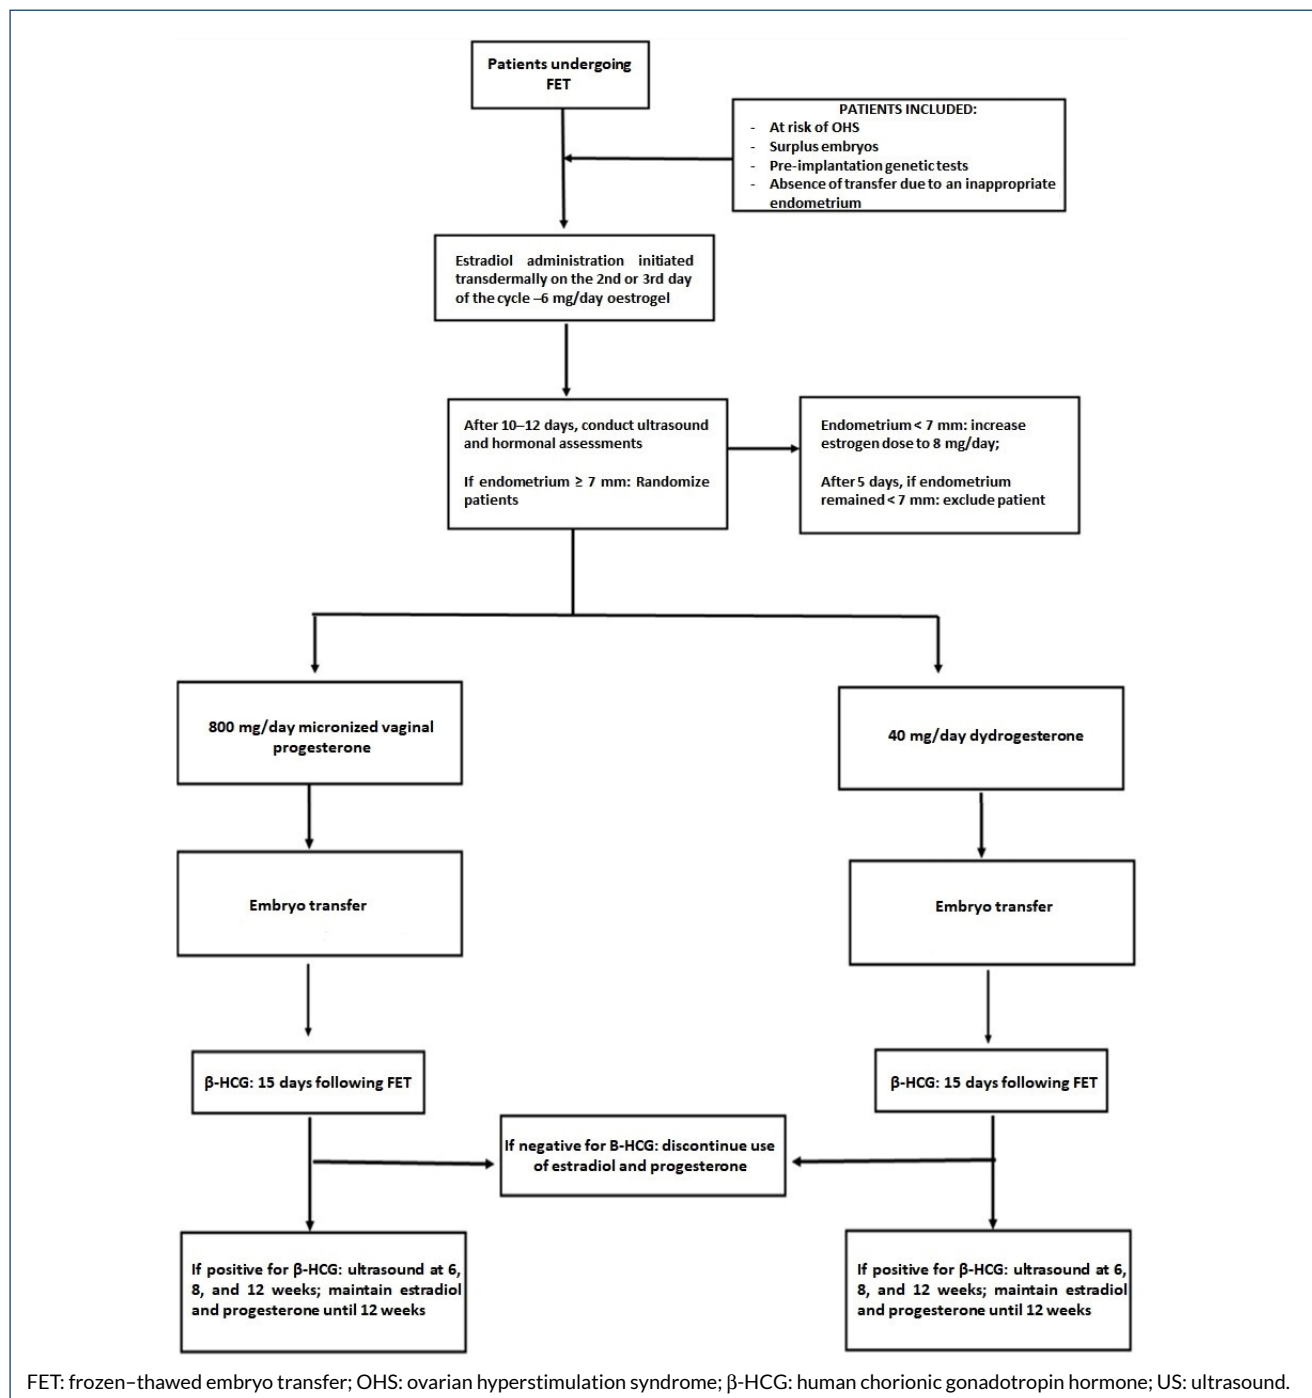 Patients undergoing
FET
PATIENTS INCLUDED:
- At risk of OHS
- Surplus embryos
- Pre-implantation genetic tests
- Absence of transfer due to an inappropriate
endometrium
Estradiol administration initiated
transdermally on the 2nd or 3rd day
of the cycle –6 mg/day oestrogel
After 10–12 days, conduct ultrasound
and hormonal assessments
If endometrium ≥ 7 mm: Randomize
patients
Endometrium < 7 mm: increase
estrogen dose to 8 mg/day;
After 5 days, if endometrium
remained < 7 mm: exclude patient
800 mg/day micronized vaginal
progesterone
40 mg/day dydrogesterone
Embryo transfer
Embryo transfer
β-HCG: 15 days following FET
β-HCG: 15 days following FET
If negative for B-HCG: discontinue use
of estradiol and progesterone
If positive for β-HCG: ultrasound at 6,
8, and 12 weeks; maintain estradiol
and progesterone until 12 weeks
If positive for β-HCG: ultrasound at 6,
8, and 12 weeks; maintain estradiol
and progesterone until 12 weeks
FET: frozen–thawed embryo transfer; OHS: ovarian hyperstimulation syndrome; β-HCG: human chorionic gonadotropin hormone; US: ultrasound.